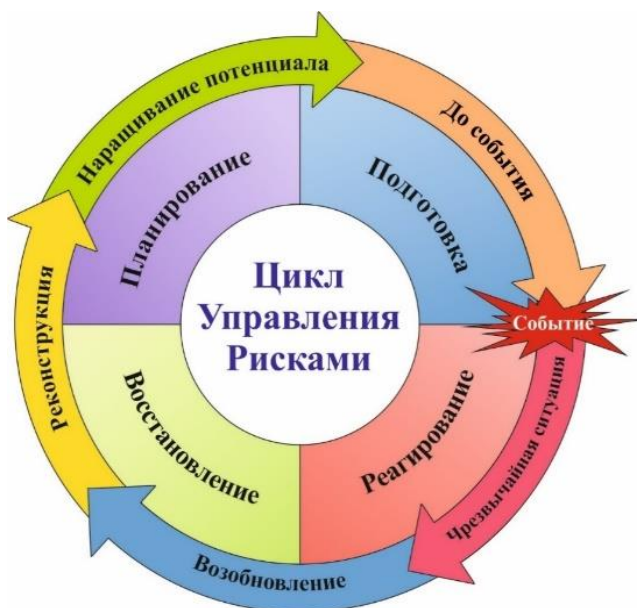 Наращивание потенциала
До события
Планирование
Подготовка
Цикл
Управления
Рисками
Событие
Реконструкция
Восстановление
Реагирование
Чрезвычайная ситуация
Возобновление